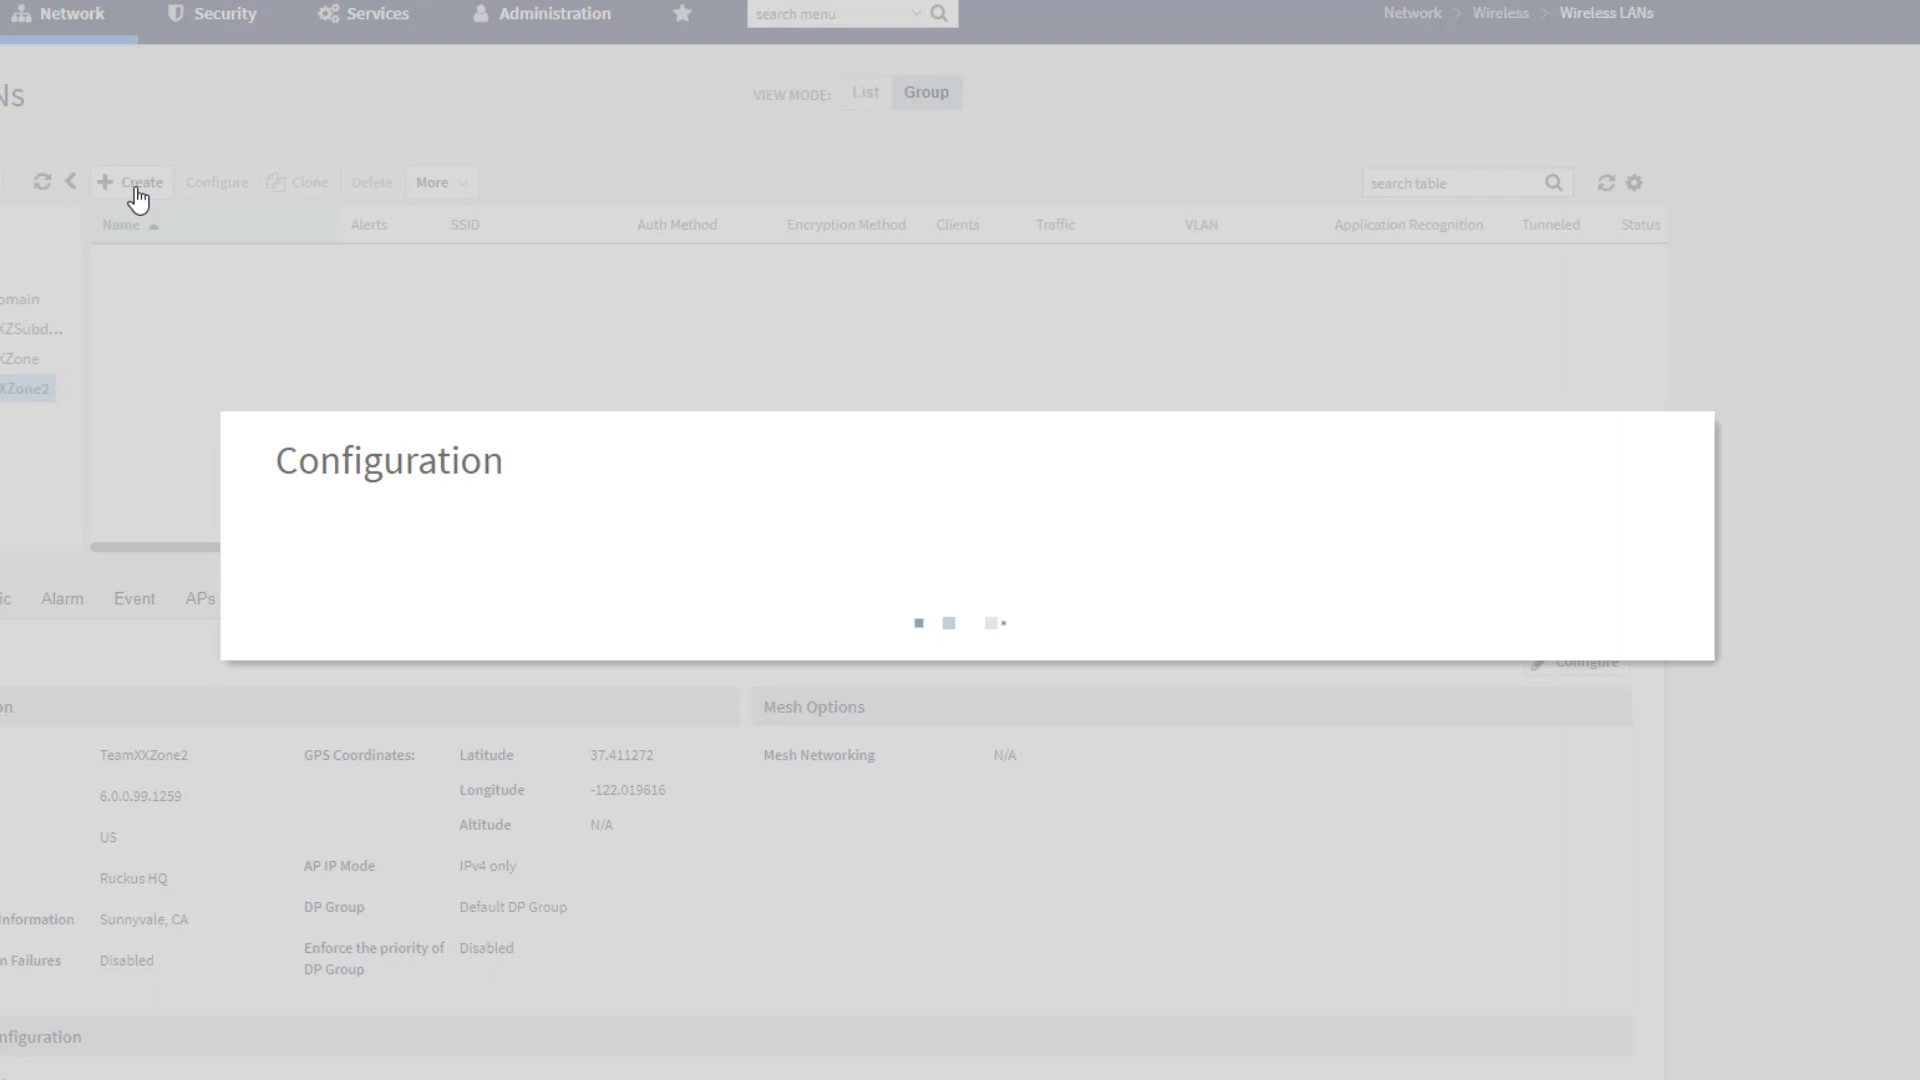 Network Security Services Administration search menu Network > Wireless > Wireless LANs
Ns
VIEW MODE: List Group
Create Configure Clone Delete More search table
Name Alerts SSID Auth Method Encryption Method Clients Traffic VLAN Application Recognition Tunneled Status
omain
XZSubd...
XZone
XZone2
Configuration
ic Alarm Event APs
Configure
on Mesh Options
TeamXXZone2 GPS Coordinates: Latitude 37.411272 Mesh Networking N/A
Longitude -122.019616
6.0.0.99.1259
Altitude N/A
US
AP IP Mode IPv4 only
Ruckus HQ
DP Group Default DP Group
Information Sunnyvale, CA
Enforce the priority of Disabled
DP Group
n Failures Disabled
nfiguration